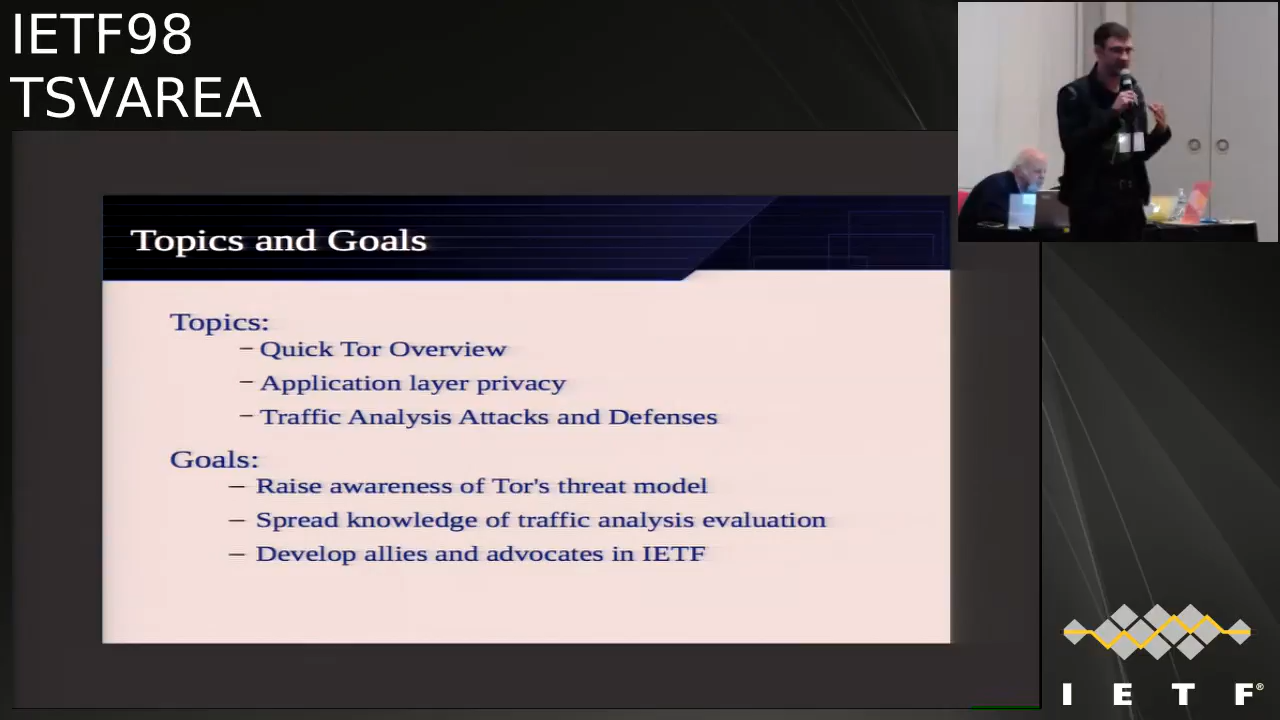 IETF98
TSVAREA
Topics and Goals
Topics:
– Quick Tor Overview
– Application layer privacy
– Traffic Analysis Attacks and Defenses
Goals:
– Raise awareness of Tor's threat model
– Spread knowledge of traffic analysis evaluation
– Develop allies and advocates in IETF
I E T F®